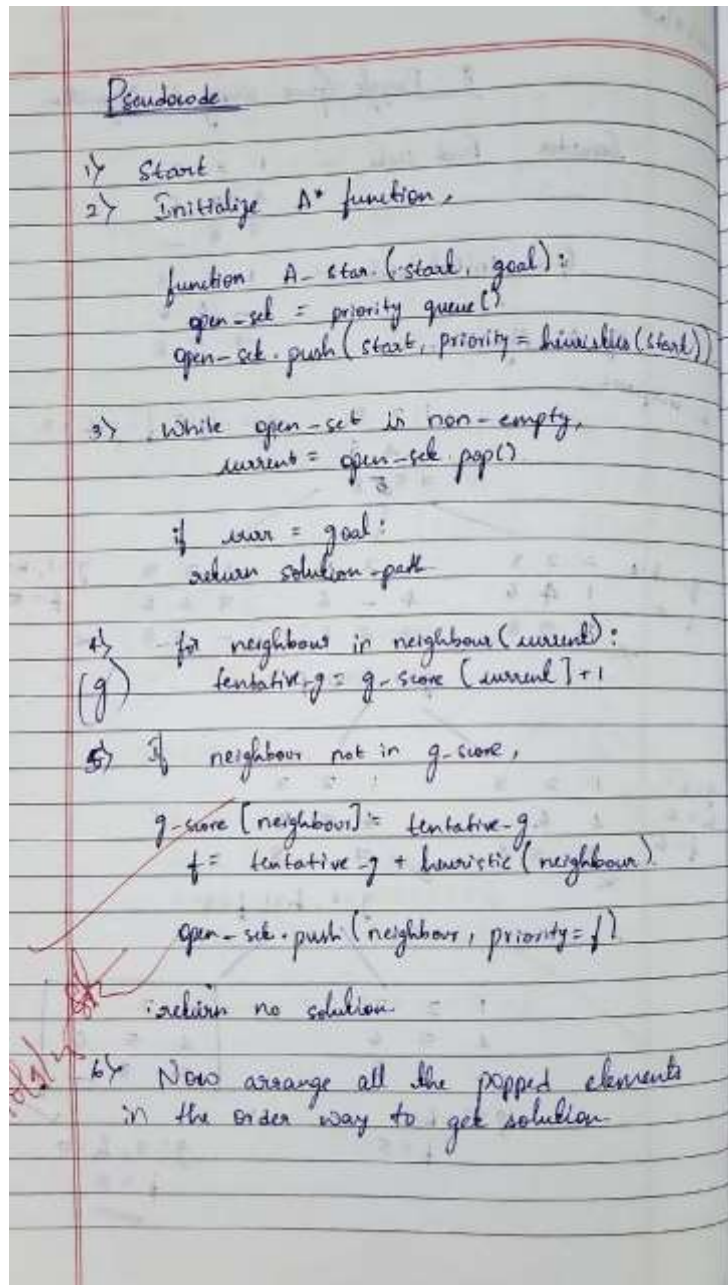 Pseudocode
1) Start
2) Initialize A* function,
function A- star (start, goal):
open-set = priority queue()
open-set.push(start, priority = heuristics(start))
3) While open-set is non-empty,
current = open-set.pop()
if curr = goal:
return solution-path
4) for neighbour in neighbour(current):
(g) tentative-g = g-score [current]+1
5) If neighbour not in g-score,
g-score [neighbour] = tentative-g
f = tentative-g + heuristic(neighbour)
open-set.push(neighbour, priority=f)
return no solution
6) Now arrange all the popped elements
in the order way to get solution